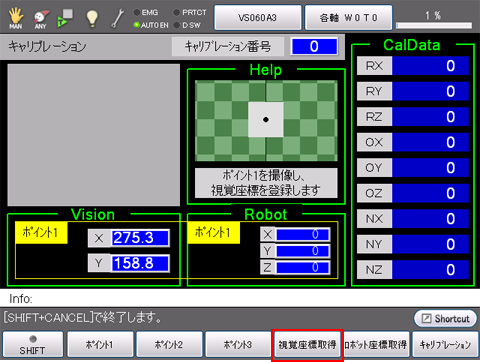 MAN
ANY
EMG
AUTO EN
PRTCT
D SW
VS060A3
各軸 W0T0
1 %
ｷｬﾘﾌﾞﾚｰｼｮﾝ
ｷｬﾘﾌﾞﾚｰｼｮﾝ番号
0
CalData
RX 0
RY 0
RZ 0
OX 0
OY 0
OZ 0
NX 0
NY 0
NZ 0
Help
ﾎﾟｲﾝﾄ1を撮像し、
視覚座標を登録します
Vision
ﾎﾟｲﾝﾄ1
X 275.3
Y 158.8
Robot
ﾎﾟｲﾝﾄ1
X 0
Y 0
Z 0
Info:
[SHIFT+CANCEL]で終了します。
Shortcut
SHIFT
ﾎﾟｲﾝﾄ1
ﾎﾟｲﾝﾄ2
ﾎﾟｲﾝﾄ3
視覚座標取得
ﾛﾎﾞｯﾄ座標取得
ｷｬﾘﾌﾞﾚｰｼｮﾝ